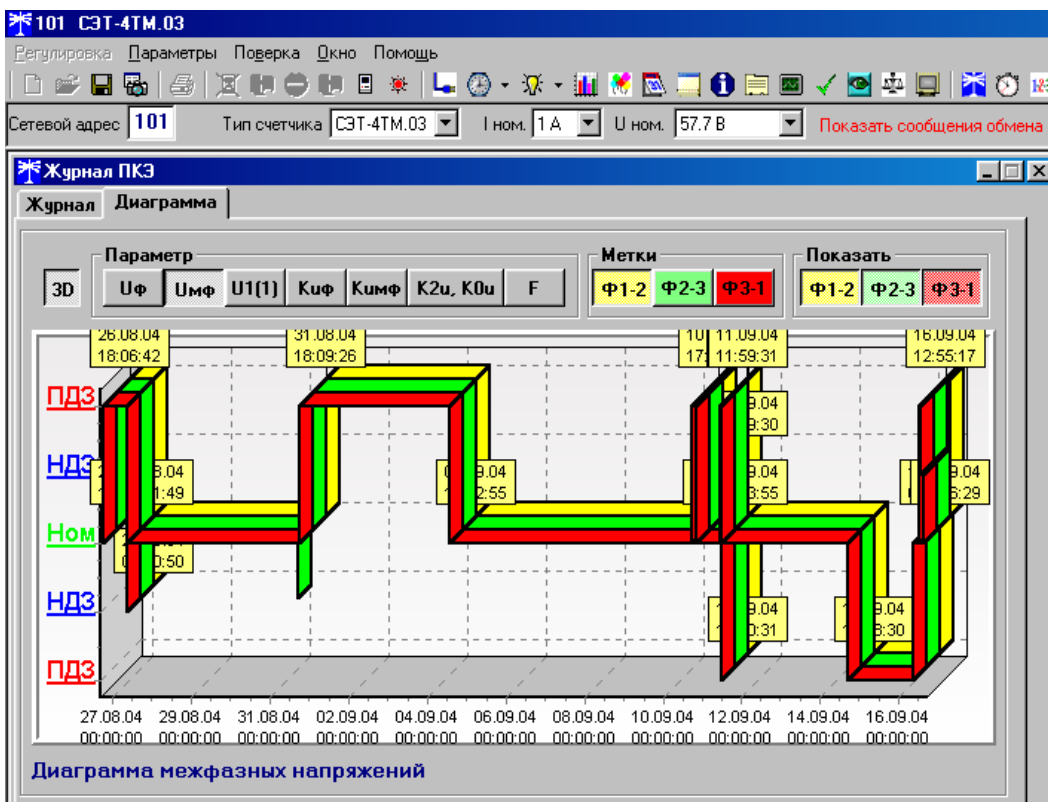 101 СЭТ-4ТМ.03
Регулировка Параметры Поверка Окно Помощь
Сетевой адрес 101 Тип счетчика СЭТ-4ТМ.03 I ном. 1 А U ном. 57.7 В Показать сообщения обмена
Журнал ПКЭ
Журнал Диаграмма
Параметр Метки Показать
3D Uф Uмф U1(1) Kuф Kuмф K2u, K0u F Ф1-2 Ф2-3 Ф3-1 Ф1-2 Ф2-3 Ф3-1
26.08.04 31.08.04 10 11.09.04 16.09.04
18:06:42 18:09:26 17: 11:59:31 12:55:17
ПДЗ
НДЗ
Ном
НДЗ
ПДЗ
27.08.04 29.08.04 31.08.04 02.09.04 04.09.04 06.09.04 08.09.04 10.09.04 12.09.04 14.09.04 16.09.04
00:00:00 00:00:00 00:00:00 00:00:00 00:00:00 00:00:00 00:00:00 00:00:00 00:00:00 00:00:00 00:00:00
Диаграмма межфазных напряжений